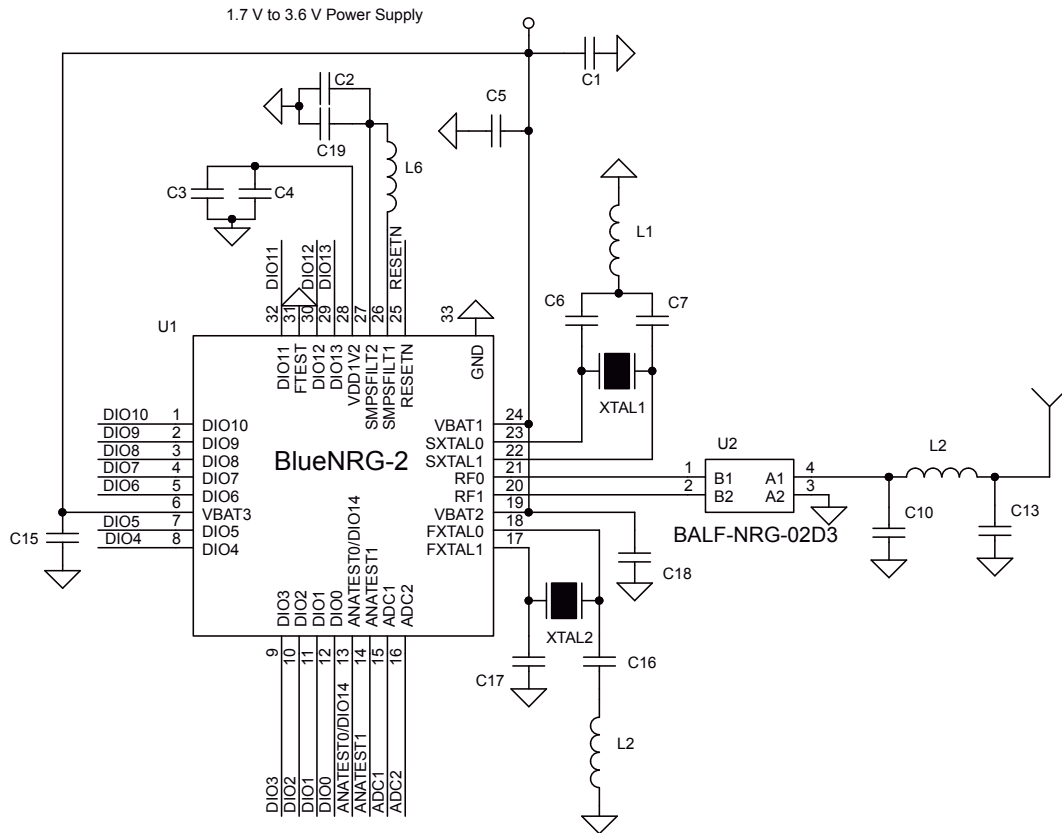 1.7 V to 3.6 V Power Supply
C1
C2
C5
C19
L6
C3
C4
L1
DIO11
DIO12
DIO13
RESETN
C6
C7
U1
32
31
30
29
28
27
26
25
33
DIO11
FTEST
DIO12
DIO13
VDD1V2
SMPSFILT2
SMPSFILT1
RESETN
GND
XTAL1
DIO10 1 DIO10
DIO9 2 DIO9
DIO8 3 DIO8
DIO7 4 DIO7
DIO6 5 DIO6
6 VBAT3
DIO5 7 DIO5
DIO4 8 DIO4
C15
BlueNRG-2
VBAT1 24
SXTAL0 23
SXTAL1 22
RF0 21
RF1 20
VBAT2 19
FXTAL0 18
FXTAL1 17
U2
1 B1 A1 4
2 B2 A2 3
BALF-NRG-02D3
L2
C10
C13
C18
XTAL2
C17
C16
L2
DIO3
DIO2
DIO1
DIO0
ANATEST0/DIO14
ANATEST1
ADC1
ADC2
9
10
11
12
13
14
15
16
DIO3
DIO2
DIO1
DIO0
ANATEST0/DIO14
ANATEST1
ADC1
ADC2